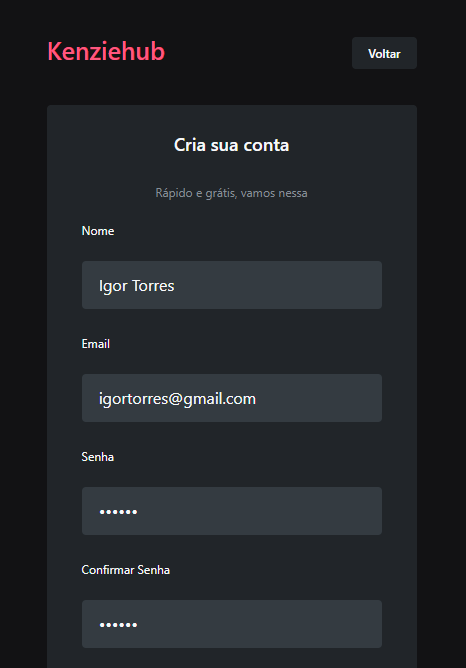 Kenziehub
Voltar
Cria sua conta
Rápido e grátis, vamos nessa
Nome
Igor Torres
Email
igortorres@gmail.com
Senha
••••••
Confirmar Senha
••••••